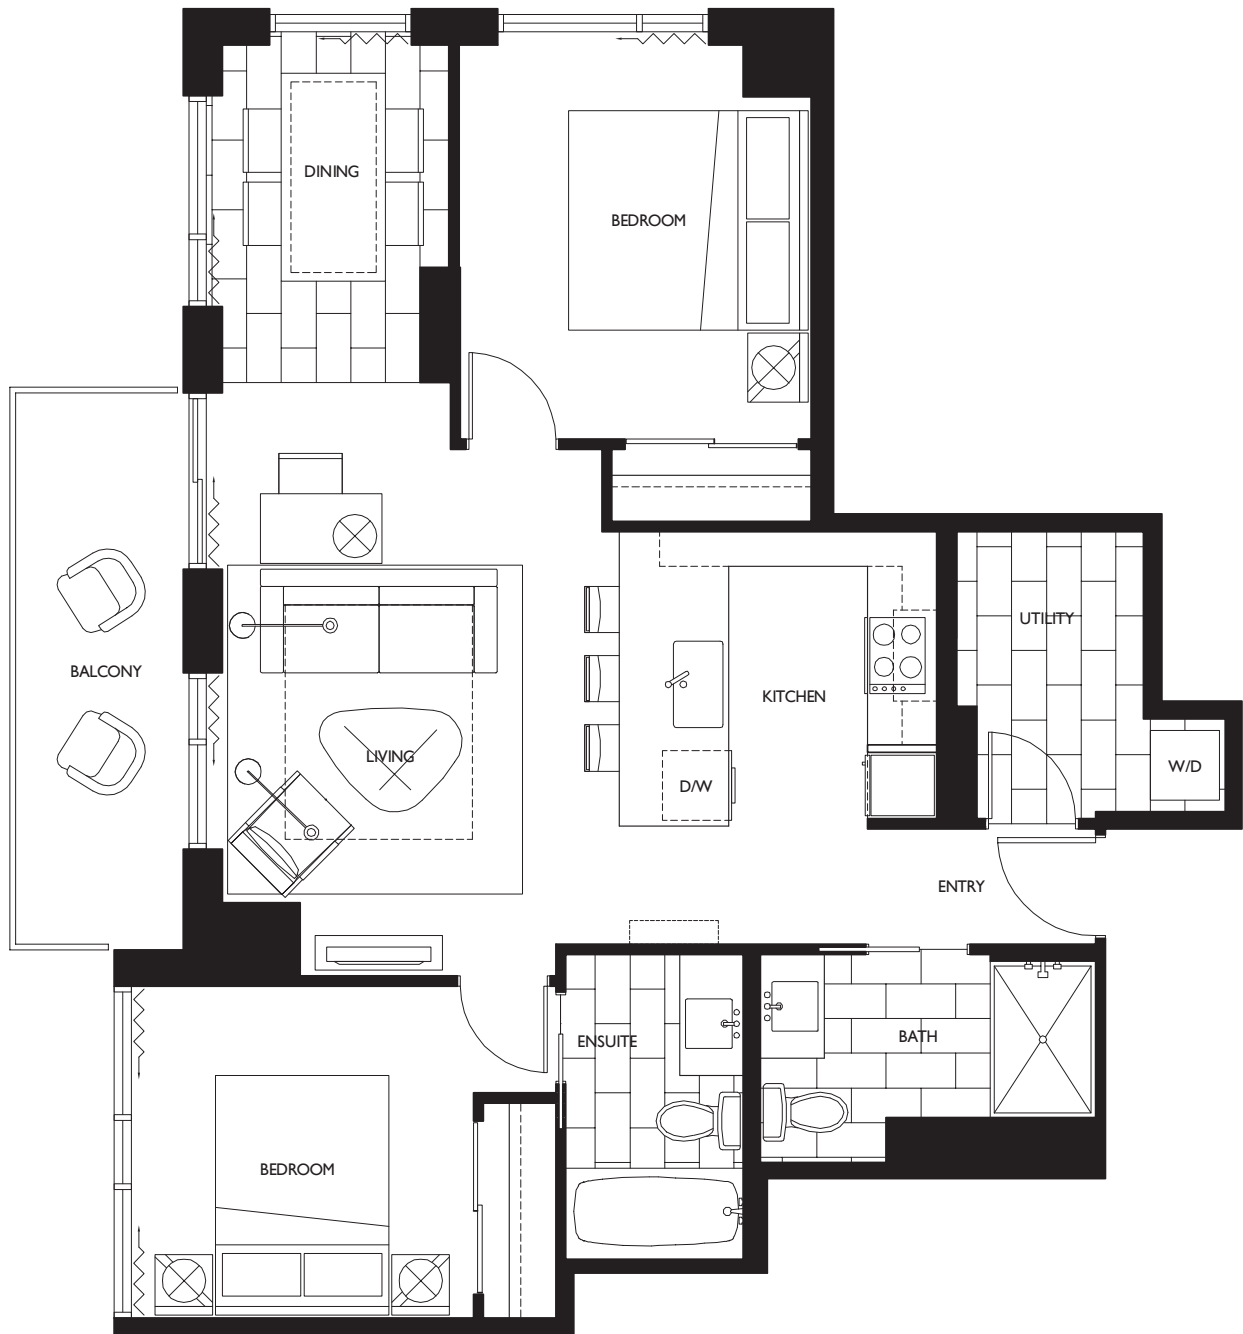 DINING
BEDROOM
UTILITY
BALCONY
KITCHEN
LIVING
D/W
W/D
ENTRY
ENSUITE
BATH
BEDROOM